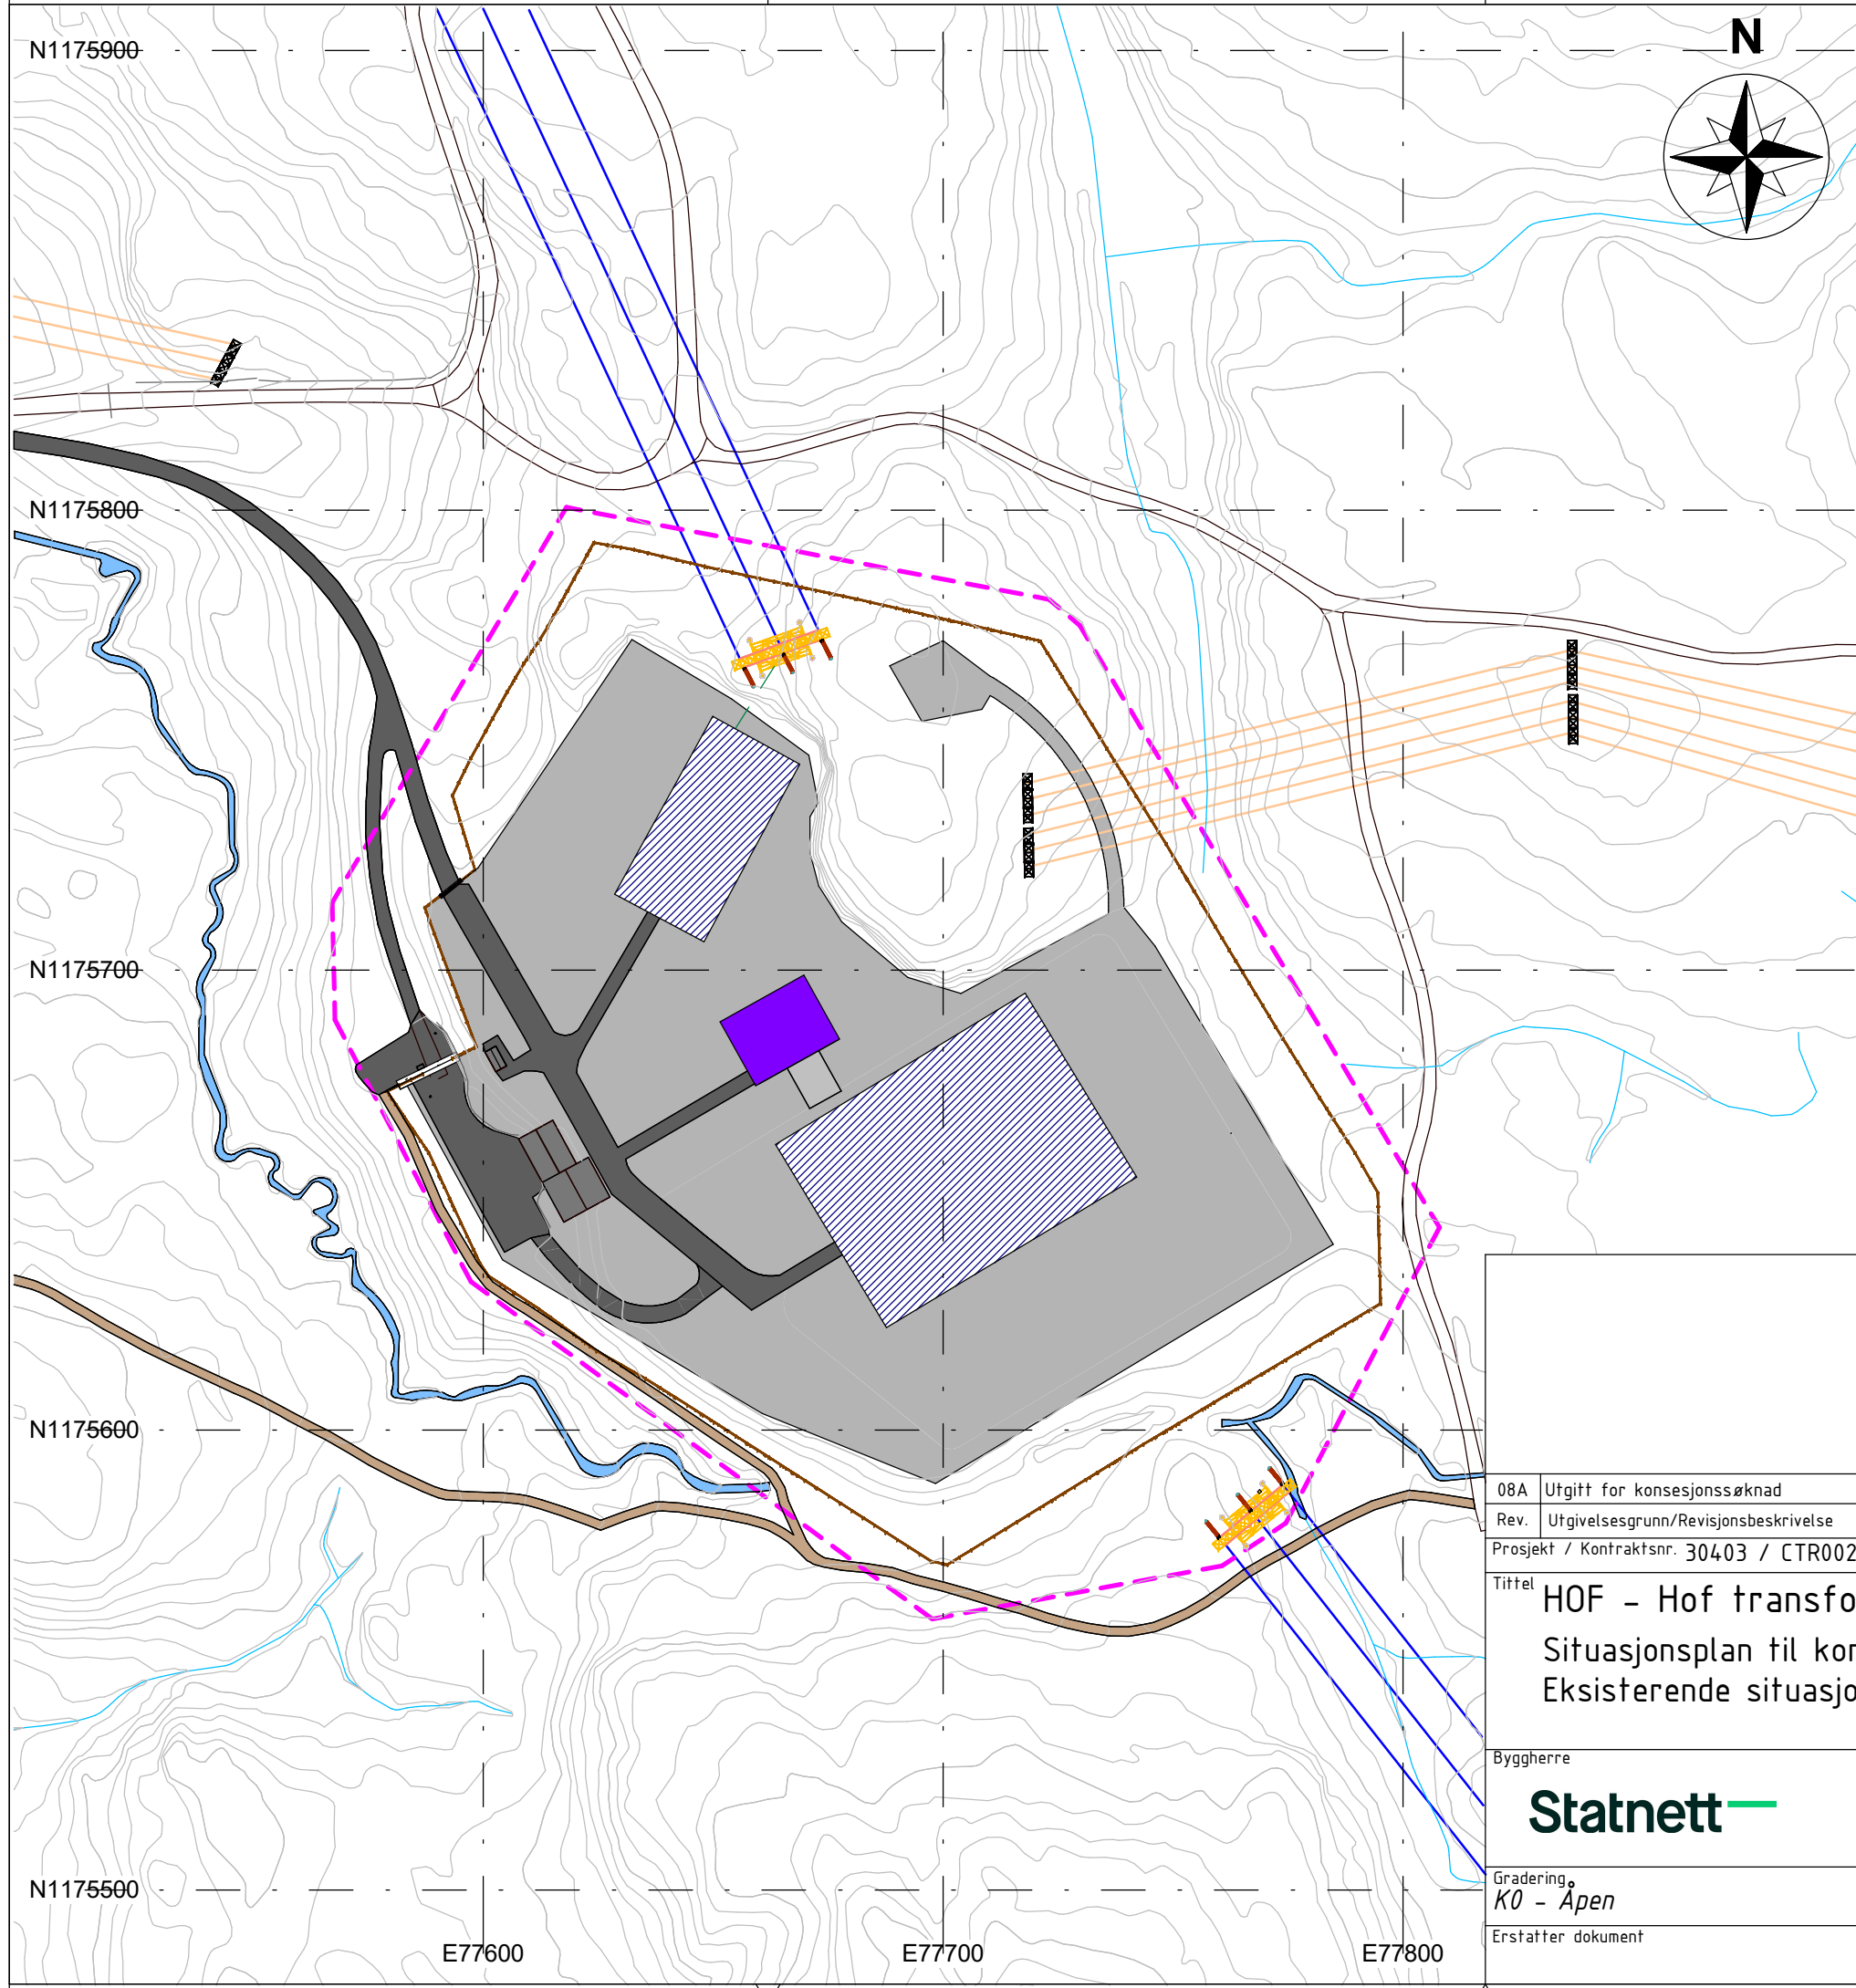 N
N1175900
N1175800
N1175700
N1175600
N1175500
E77600
E77700
E77800
08A Utgitt for konsesjonssøknad
Rev. Utgivelsesgrunn/Revisjonsbeskrivelse
Prosjekt / Kontraktsnr. 30403 / CTR002
Tittel
HOF - Hof transfo
Situasjonsplan til kon
Eksisterende situasjo
Byggherre
Statnett
Gradering
K0 - Åpen
Erstatter dokument